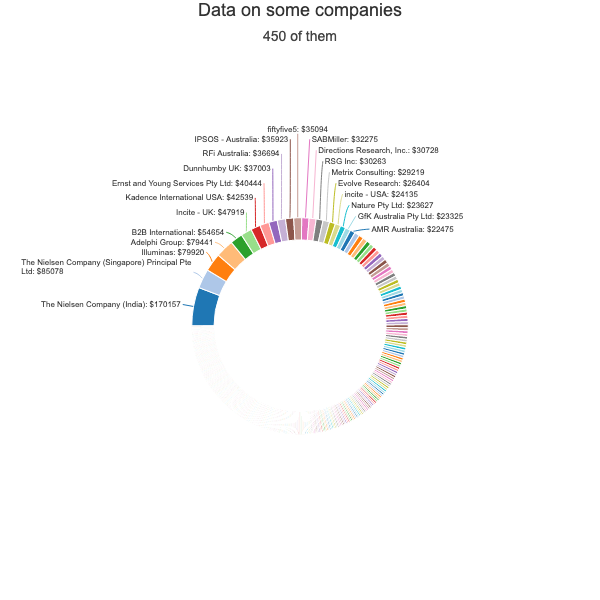 Data on some companies
450 of them
fiftyfive5: $35094
IPSOS - Australia: $35923
SABMiller: $32275
RFi Australia: $36694
Directions Research, Inc.: $30728
RSG Inc: $30263
Dunnhumby UK: $37003
Metrix Consulting: $29219
Ernst and Young Services Pty Ltd: $40444
Evolve Research: $26404
Kadence International USA: $42539
incite - USA: $24135
Nature Pty Ltd: $23627
Incite - UK: $47919
GfK Australia Pty Ltd: $23325
AMR Australia: $22475
B2B International: $54654
Adelphi Group: $79441
Illuminas: $79920
The Nielsen Company (Singapore) Principal Pte
Ltd: $85078
The Nielsen Company (India): $170157